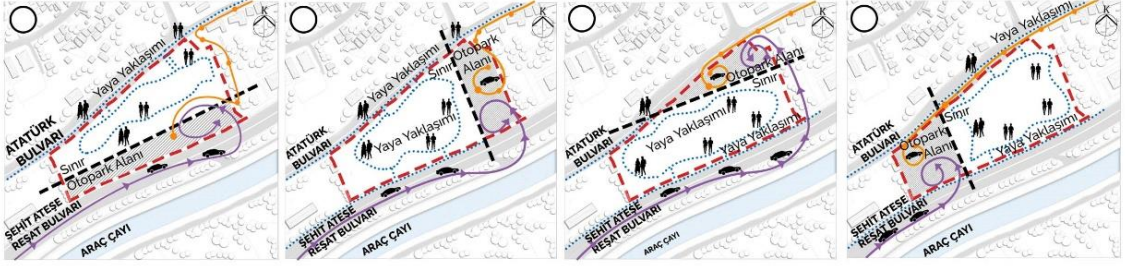 K
Yaya Yaklaşımı
ATATÜRK
BULVARI
Sınır
Otopark Alanı
ŞEHİT ATEŞE
REŞAT BULVARI
ARAÇ ÇAYI
K
Yaya Yaklaşımı
Otopark
Alanı
Sınır
Yaya Yaklaşımı
ATATÜRK
BULVARI
ŞEHİT ATEŞE
REŞAT BULVARI
ARAÇ ÇAYI
K
Otopark Alanı
Sınır
Yaya Yaklaşımı
Yaya Yaklaşımı
ATATÜRK
BULVARI
ŞEHİT ATEŞE
REŞAT BULVARI
ARAÇ ÇAYI
K
Yaya Yaklaşımı
Sınır
Otopark
Alanı
Yaya Yaklaşımı
ATATÜRK
BULVARI
ŞEHİT ATEŞE
REŞAT BULVARI
ARAÇ ÇAYI